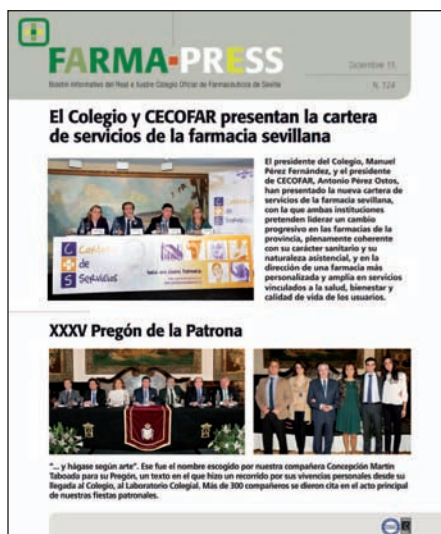 FARMA-PRESS
Diciembre 15
Boletín Informativo del Real e Ilustre Colegio Oficial de Farmacéuticos de Sevilla
N. 124
El Colegio y CECOFAR presentan la cartera
de servicios de la farmacia sevillana
El presidente del Colegio, Manuel
Pérez Fernández, y el presidente
de CECOFAR, Antonio Pérez Ostos,
han presentado la nueva cartera de
servicios de la farmacia sevillana,
con la que ambas instituciones
pretenden liderar un cambio
progresivo en las farmacias de la
provincia, plenamente coherente
con su carácter sanitario y su
naturaleza asistencial, y en la
dirección de una farmacia más
personalizada y amplia en servicios
vinculados a la salud, bienestar y
calidad de vida de los usuarios.
Cartera
de
Servicios
XXXV Pregón de la Patrona
"... y hágase según arte". Ese fue el nombre escogido por nuestra compañera Concepción Martín
Taboada para su Pregón, un texto en el que hizo un recorrido por sus vivencias personales desde su
llegada al Colegio, al Laboratorio Colegial. Más de 300 compañeros se dieron cita en el acto principal
de nuestras fiestas patronales.